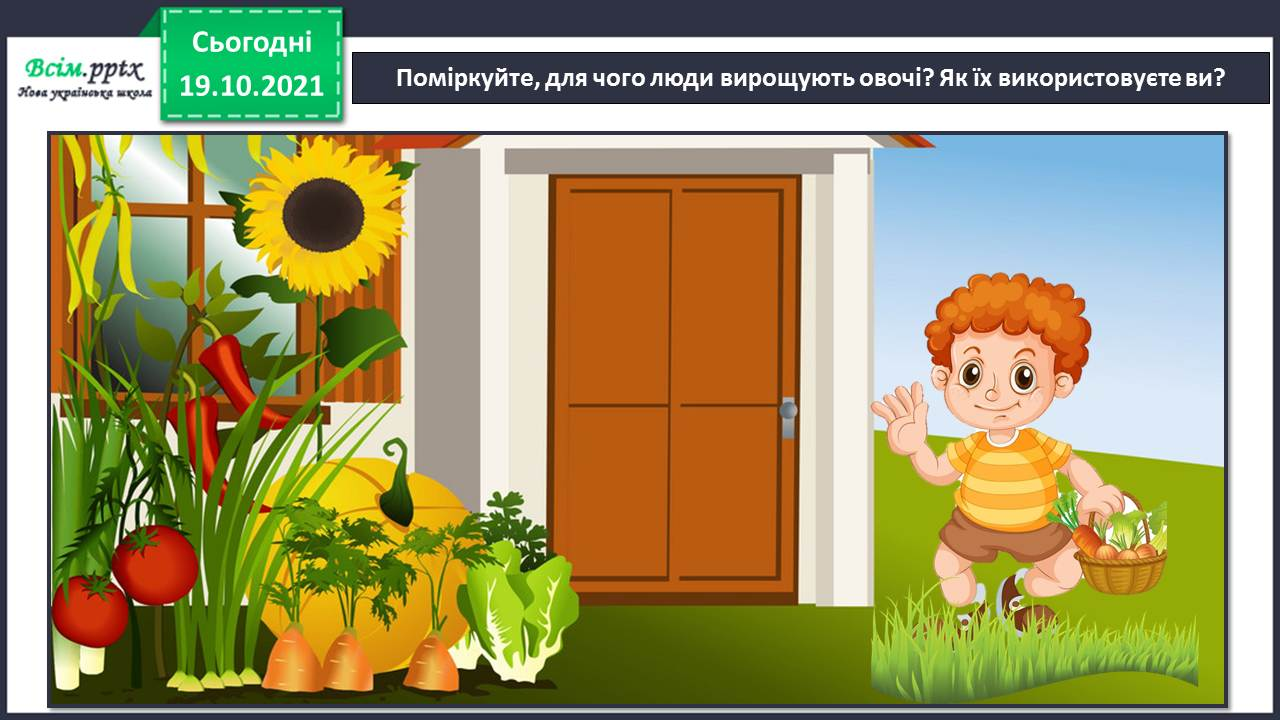 Всім.pptx
Нова українська школа
Сьогодні
19.10.2021
Поміркуйте, для чого люди вирощують овочі? Як їх використовуєте ви?